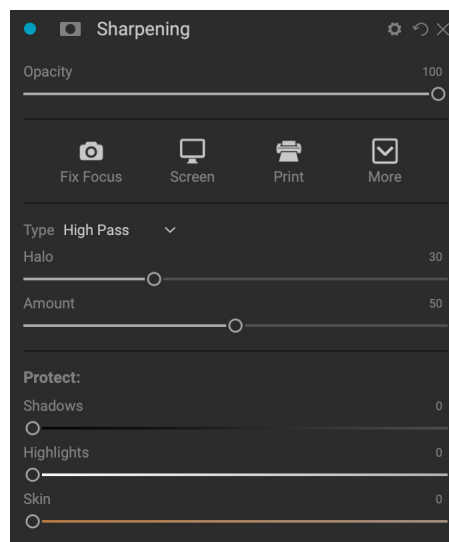 Sharpening
Opacity 100
Fix Focus Screen Print More
Type High Pass
Halo 30
Amount 50
Protect:
Shadows 0
Highlights 0
Skin 0